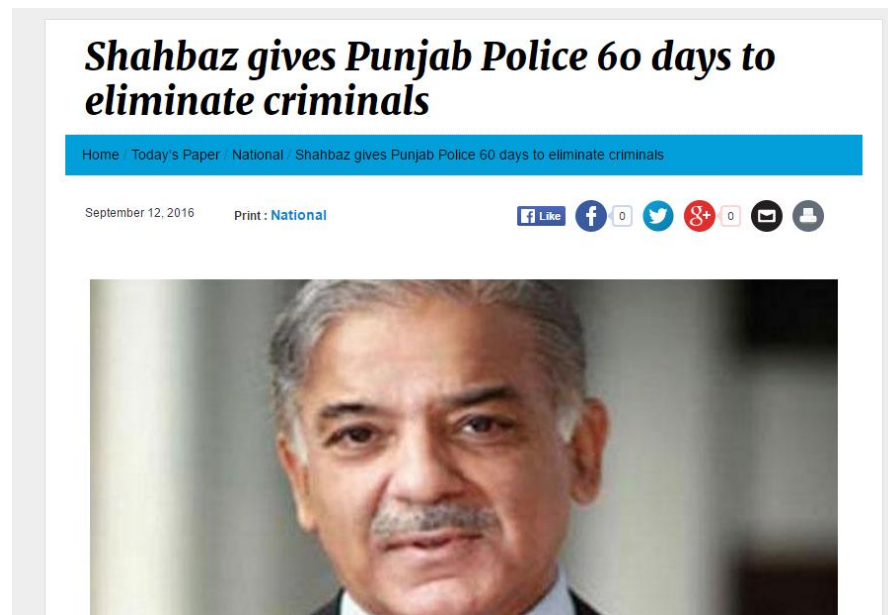 Shahbaz gives Punjab Police 60 days to
eliminate criminals
Home / Today's Paper / National / Shahbaz gives Punjab Police 60 days to eliminate criminals
September 12, 2016 Print : National f Like f 0 8+ 0